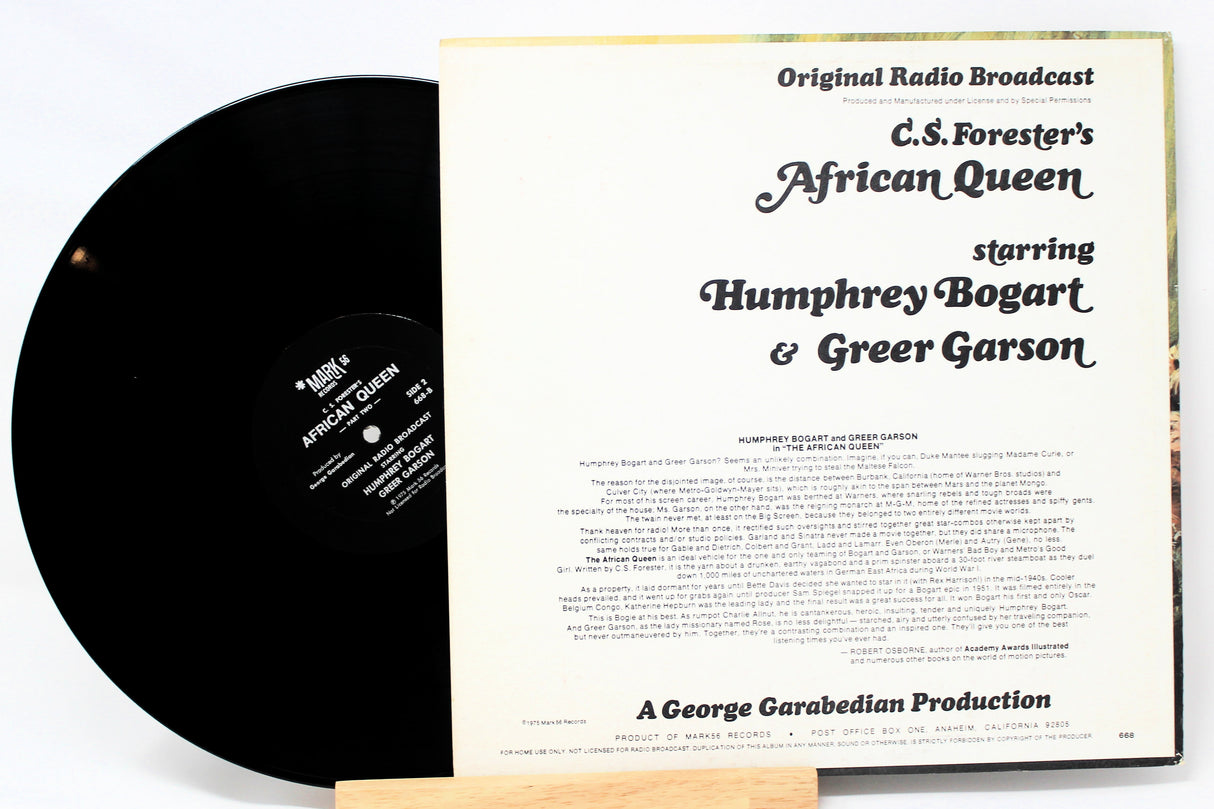 MARK 56
RECORDS
C. S. FORESTER'S
AFRICAN QUEEN
— PART TWO —
SIDE 2
668-B
Produced by
George Garabedian
ORIGINAL RADIO BROADCAST
STARRING
HUMPHREY BOGART
GREER GARSON
℗ 1975 Mark 56 Records
Not Licensed for Radio Broadcast
Original Radio Broadcast
Produced and Manufactured under License and by Special Permissions
C.S. Forester's
African Queen
starring
Humphrey Bogart
& Greer Garson
HUMPHREY BOGART and GREER GARSON
in "THE AFRICAN QUEEN"
Humphrey Bogart and Greer Garson? Seems an unlikely combination. Imagine, if you can, Duke Mantee slugging Madame Curie, or
Mrs. Miniver trying to steal the Maltese Falcon.
The reason for the disjointed image, of course, is the distance between Burbank, California (home of Warner Bros. studios) and
Culver City (where Metro-Goldwyn-Mayer sits), which is roughly akin to the span between Mars and the planet Mongo.
For most of his screen career, Humphrey Bogart was berthed at Warners, where snarling rebels and tough broads were
the specialty of the house; Ms. Garson, on the other hand, was the reigning monarch at M-G-M, home of the refined actresses and spiffy gents.
The twain never met, at least on the Big Screen, because they belonged to two entirely different movie worlds.
Thank heaven for radio! More than once, it rectified such oversights and stirred together great star-combos otherwise kept apart by
conflicting contracts and/or studio policies. Garland and Sinatra never made a movie together, but they did share a microphone. The
same holds true for Gable and Dietrich, Colbert and Grant, Ladd and Lamarr. Even Oberon (Merle) and Autry (Gene), no less.
The African Queen is an ideal vehicle for the one and only teaming of Bogart and Garson, or Warners' Bad Boy and Metro's Good
Girl. Written by C.S. Forester, it is the yarn about a drunken, earthy vagabond and a prim spinster aboard a 30-foot river steamboat as they duel
down 1,000 miles of unchartered waters in German East Africa during World War I.
As a property, it laid dormant for years until Bette Davis decided she wanted to star in it (with Rex Harrison!) in the mid-1940s. Cooler
heads prevailed, and it went up for grabs again until producer Sam Spiegel snapped it up for a Bogart epic in 1951. It was filmed entirely in the
Belgium Congo, Katherine Hepburn was the leading lady and the final result was a great success for all. It won Bogart his first and only Oscar.
This is Bogie at his best. As rumpot Charlie Allnut, he is cantankerous, heroic, insulting, tender and uniquely Humphrey Bogart.
And Greer Garson, as the lady missionary named Rose, is no less delightful — starched, airy and utterly confused by her traveling companion,
but never outmaneuvered by him. Together, they're a contrasting combination and an inspired one. They'll give you one of the best
listening times you've ever had.
— ROBERT OSBORNE, author of Academy Awards Illustrated
and numerous other books on the world of motion pictures.
A George Garabedian Production
©1975 Mark 56 Records
PRODUCT OF MARK56 RECORDS • POST OFFICE BOX ONE, ANAHEIM, CALIFORNIA 92805
668
FOR HOME USE ONLY. NOT LICENSED FOR RADIO BROADCAST. DUPLICATION OF THIS ALBUM IN ANY MANNER, SOUND OR OTHERWISE, IS STRICTLY FORBIDDEN BY COPYRIGHT OF THE PRODUCER.